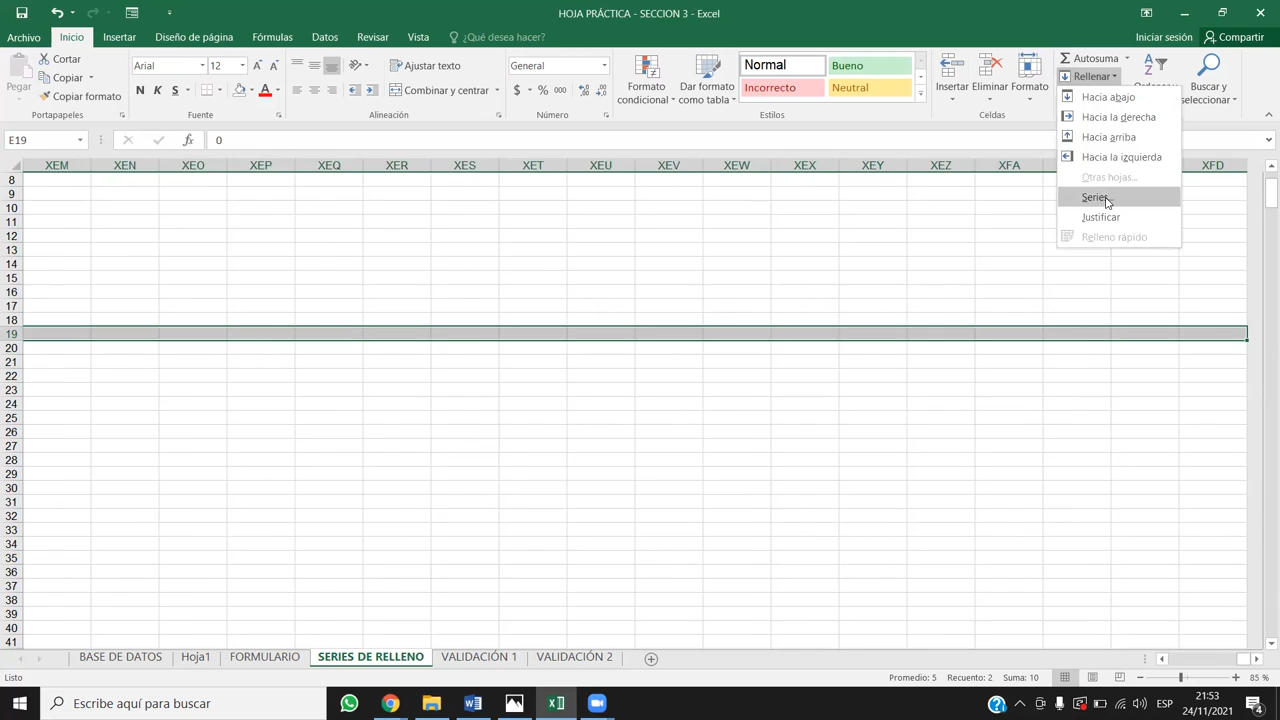 HOJA PRÁCTICA - SECCION 3 - Excel
Archivo Inicio Insertar Diseño de página Fórmulas Datos Revisar Vista ¿Qué desea hacer? Iniciar sesión Compartir
Pegar
Cortar
Copiar
Copiar formato
Portapapeles
Arial 12
N K S
Fuente
Ajustar texto
Combinar y centrar
Alineación
General
$ % 000
Número
Formato condicional
Dar formato como tabla
Normal Bueno
Incorrecto Neutral
Estilos
Insertar Eliminar Formato
Celdas
Autosuma
Rellenar
Buscar y
seleccionar
Hacia abajo
Hacia la derecha
Hacia arriba
Hacia la izquierda
Otras hojas...
Series...
Justificar
Relleno rápido
E19 fx 0
XEM XEN XEO XEP XEQ XER XES XET XEU XEV XEW XEX XEY XEZ XFA XFD
8
9
10
11
12
13
14
15
16
17
18
19
20
21
22
23
24
25
26
27
28
29
30
31
32
33
34
35
36
37
38
39
40
41
BASE DE DATOS Hoja1 FORMULARIO SERIES DE RELLENO VALIDACIÓN 1 VALIDACIÓN 2
Listo Promedio: 5 Recuento: 2 Suma: 10 85 %
Escribe aquí para buscar ESP 21:53
24/11/2021